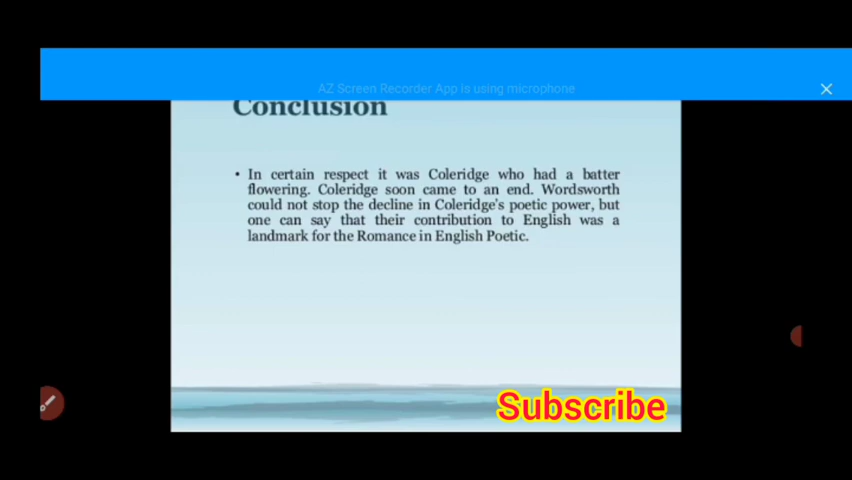 AZ Screen Recorder App is using microphone
Conclusion
• In certain respect it was Coleridge who had a batter
flowering. Coleridge soon came to an end. Wordsworth
could not stop the decline in Coleridge's poetic power, but
one can say that their contribution to English was a
landmark for the Romance in English Poetic.
Subscribe